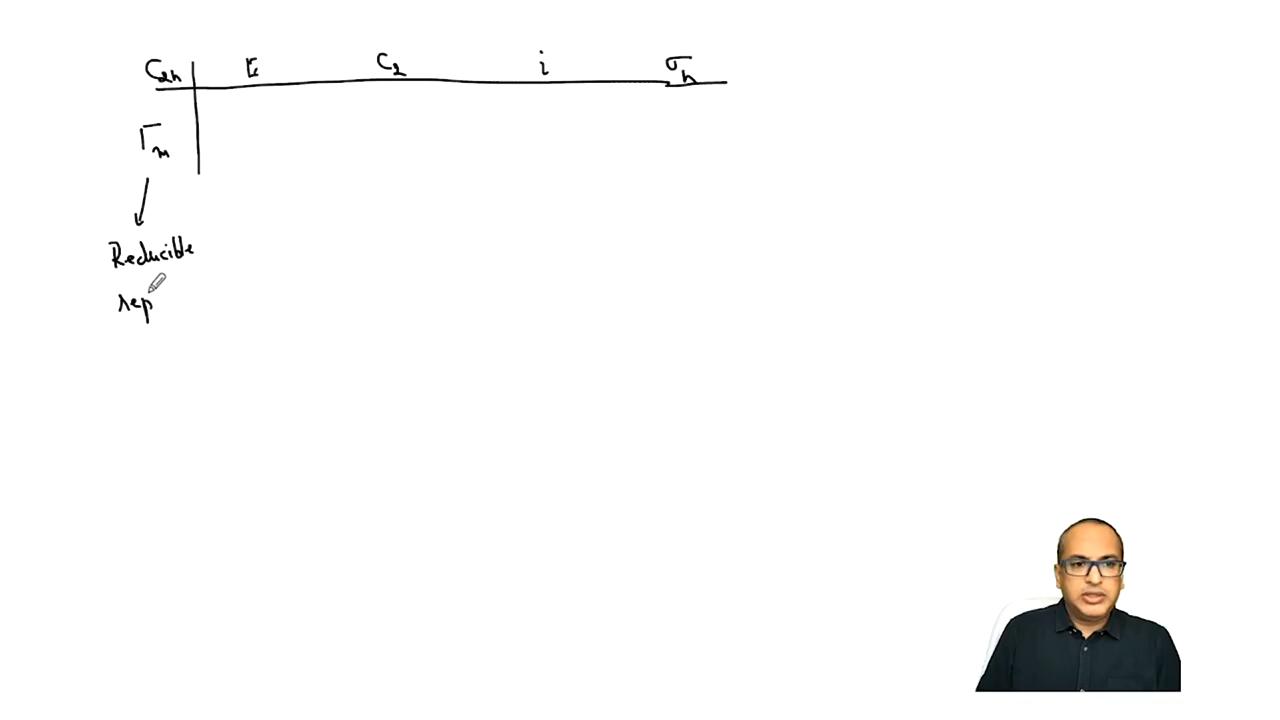 C₂ₕ E C₂ i σₕ
Γₘ
Reducible
rep